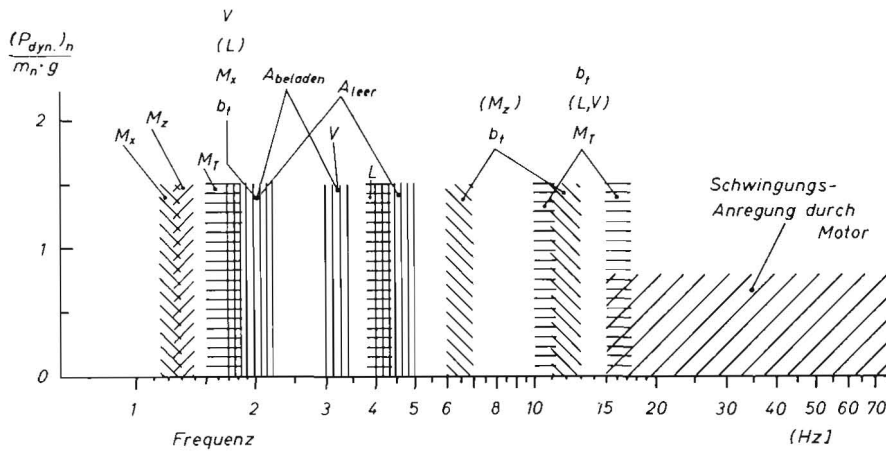 (P_dyn.)_n
m_n · g
V
(L)
M_x
b_t
A_beladen
A_leer
M_z
M_x
M_T
V
L
(M_z)
b_t
b_t
(L,V)
M_T
Schwingungs-
Anregung durch
Motor
2
1
0
1 2 3 4 5 6 8 10 15 20 30 40 50 60 70
Frequenz (Hz]